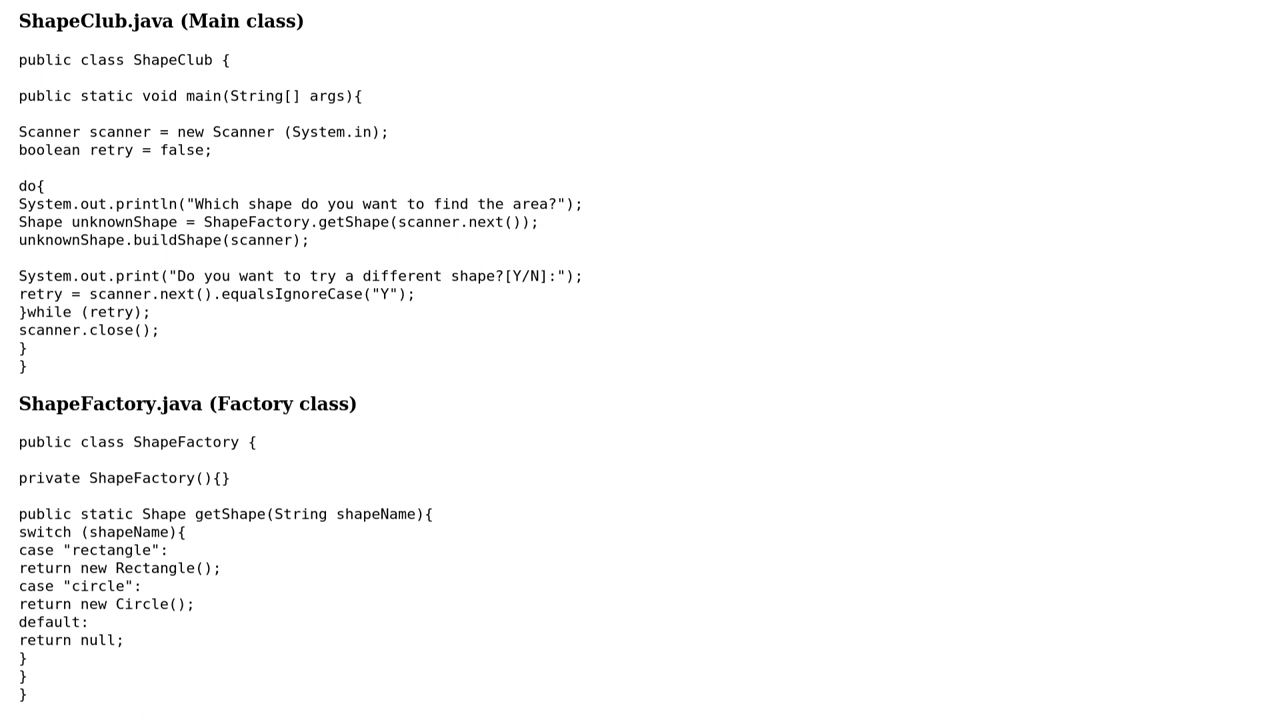 ShapeClub.java (Main class)
public class ShapeClub {
public static void main(String[] args){
Scanner scanner = new Scanner (System.in);
boolean retry = false;
do{
System.out.println("Which shape do you want to find the area?");
Shape unknownShape = ShapeFactory.getShape(scanner.next());
unknownShape.buildShape(scanner);
System.out.print("Do you want to try a different shape?[Y/N]:");
retry = scanner.next().equalsIgnoreCase("Y");
}while (retry);
scanner.close();
}
}
ShapeFactory.java (Factory class)
public class ShapeFactory {
private ShapeFactory(){}
public static Shape getShape(String shapeName){
switch (shapeName){
case "rectangle":
return new Rectangle();
case "circle":
return new Circle();
default:
return null;
}
}
}